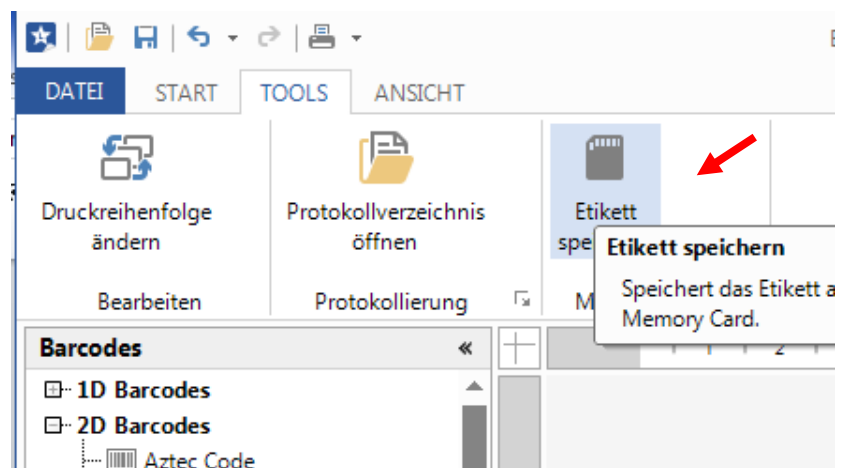 DATEI START TOOLS ANSICHT
Druckreihenfolge
ändern
Protokollverzeichnis
öffnen
Etikett
Etikett speichern
Speichert das Etikett
Memory Card.
Bearbeiten
Protokollierung
Barcodes
1D Barcodes
2D Barcodes
Aztec Code
2